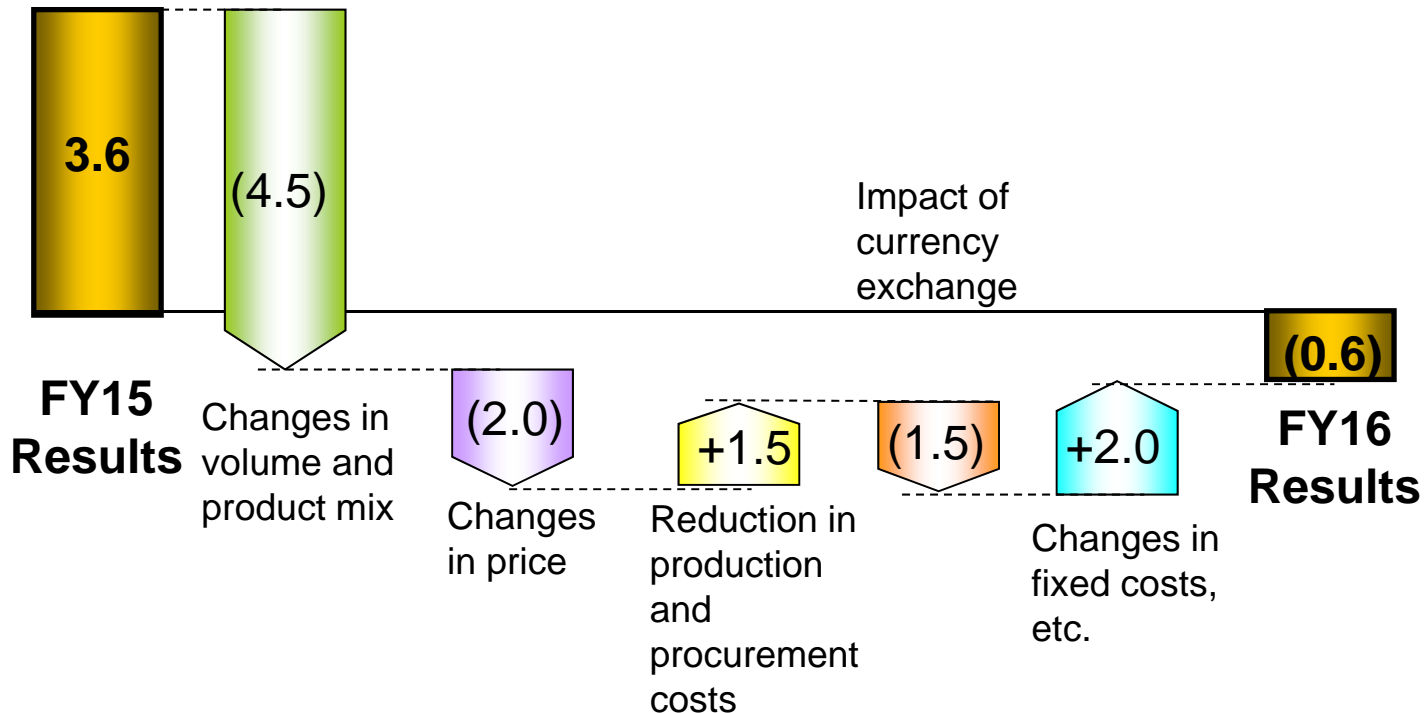 3.6
FY15
Results
(4.5)
Changes in
volume and
product mix
(2.0)
Changes
in price
+1.5
Reduction in
production
and
procurement
costs
Impact of
currency
exchange
(1.5)
+2.0
Changes in
fixed costs,
etc.
(0.6)
FY16
Results